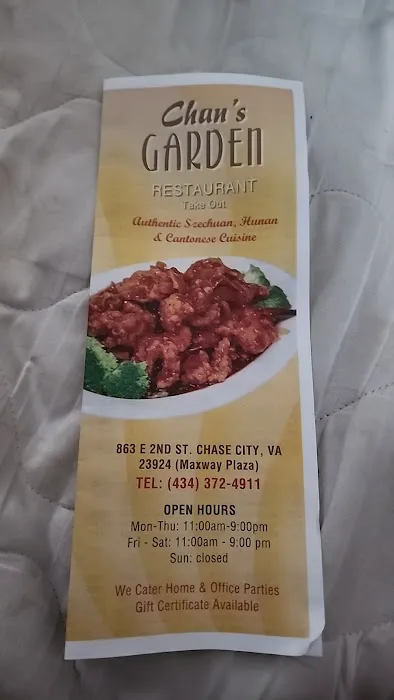 Chan's
GARDEN
RESTAURANT
Take Out
Authentic Szechuan, Hunan
& Cantonese Cuisine
863 E 2ND ST. CHASE CITY, VA
23924 (Maxway Plaza)
TEL: (434) 372-4911
OPEN HOURS
Mon-Thu: 11:00am-9:00pm
Fri - Sat: 11:00am - 9:00 pm
Sun: closed
We Cater Home & Office Parties
Gift Certificate Available